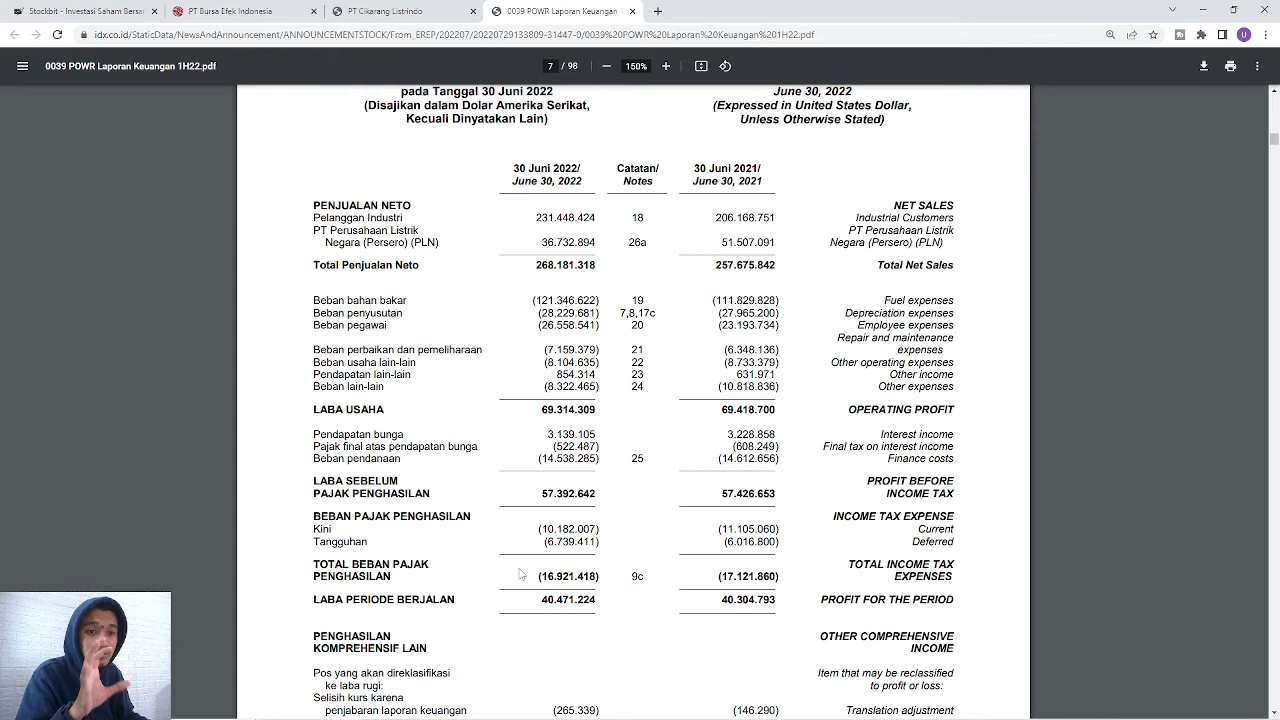 Stockbit - Investasi Saham Bersar
PT Bursa Efek Indonesia
PT Cikarang Listrindo
0039 POWR Laporan Keuangan
idx.co.id/StaticData/NewsAndAnnouncement/ANNOUNCEMENTSTOCK/From_EREP/202207/20220729133809-31447-0/0039%20POWR%20Laporan%20Keuangan%201H22.pdf
U
0039 POWR Laporan Keuangan 1H22.pdf
7 / 98
150%
pada Tanggal 30 Juni 2022 June 30, 2022
(Disajikan dalam Dolar Amerika Serikat, (Expressed in United States Dollar,
Kecuali Dinyatakan Lain) Unless Otherwise Stated)
30 Juni 2022/ Catatan/ 30 Juni 2021/
June 30, 2022 Notes June 30, 2021
PENJUALAN NETO NET SALES
Pelanggan Industri 231.448.424 18 206.168.751 Industrial Customers
PT Perusahaan Listrik PT Perusahaan Listrik
Negara (Persero) (PLN) 36.732.894 26a 51.507.091 Negara (Persero) (PLN)
Total Penjualan Neto 268.181.318 257.675.842 Total Net Sales
Beban bahan bakar (121.346.622) 19 (111.829.828) Fuel expenses
Beban penyusutan (28.229.681) 7,8,17c (27.965.200) Depreciation expenses
Beban pegawai (26.558.541) 20 (23.193.734) Employee expenses
Repair and maintenance
Beban perbaikan dan pemeliharaan (7.159.379) 21 (6.348.136) expenses
Beban usaha lain-lain (8.104.635) 22 (8.733.379) Other operating expenses
Pendapatan lain-lain 854.314 23 631.971 Other income
Beban lain-lain (8.322.465) 24 (10.818.836) Other expenses
LABA USAHA 69.314.309 69.418.700 OPERATING PROFIT
Pendapatan bunga 3.139.105 3.228.858 Interest income
Pajak final atas pendapatan bunga (522.487) (608.249) Final tax on interest income
Beban pendanaan (14.538.285) 25 (14.612.656) Finance costs
LABA SEBELUM PROFIT BEFORE
PAJAK PENGHASILAN 57.392.642 57.426.653 INCOME TAX
BEBAN PAJAK PENGHASILAN INCOME TAX EXPENSE
Kini (10.182.007) (11.105.060) Current
Tangguhan (6.739.411) (6.016.800) Deferred
TOTAL BEBAN PAJAK TOTAL INCOME TAX
PENGHASILAN (16.921.418) 9c (17.121.860) EXPENSES
LABA PERIODE BERJALAN 40.471.224 40.304.793 PROFIT FOR THE PERIOD
PENGHASILAN OTHER COMPREHENSIVE
KOMPREHENSIF LAIN INCOME
Pos yang akan direklasifikasi Item that may be reclassified
ke laba rugi: to profit or loss:
Selisih kurs karena
penjabaran laporan keuangan (265.339) (146.290) Translation adjustment